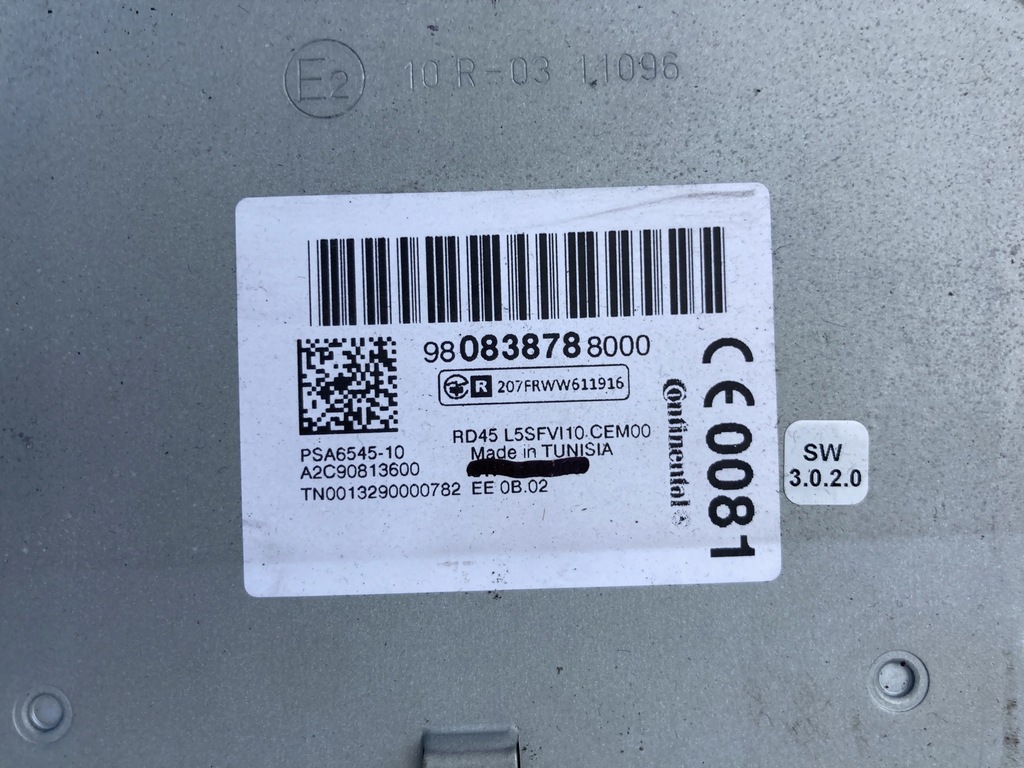 E2 10 R-03 11096
98 083878 8000
R 207FRWW611916
RD45 L5SFVI10 CEM00
Made in TUNISIA
PSA6545-10
A2C90813600
TN0013290000782 EE 0B.02
Continental
CE 0081
SW
3.0.2.0